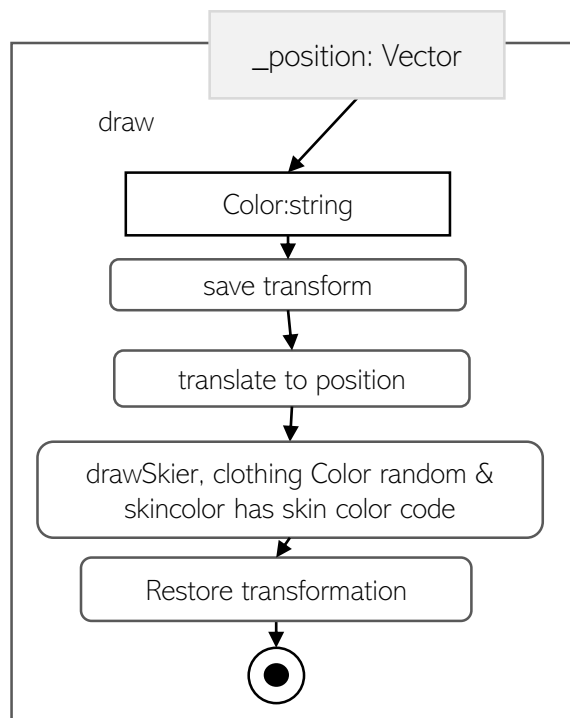 _position: Vector
draw
Color:string
save transform
translate to position
drawSkier, clothing Color random &
skincolor has skin color code
Restore transformation